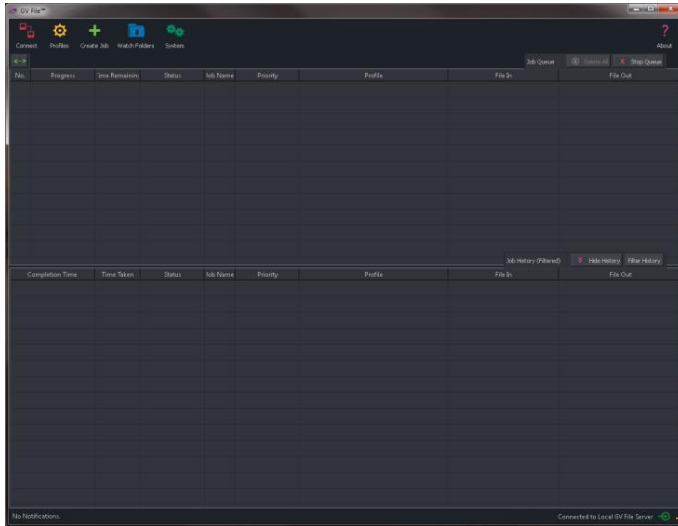 GV File™
Connect Profiles Create Job Watch Folders System About
<-> Job Queue Delete All X Stop Queue
No. Progress Time Remaining Status Job Name Priority Profile File In File Out
Job History (Filtered) Hide History Filter History
Completion Time Time Taken Status Job Name Priority Profile File In File Out
No Notifications. Connected to Local GV File Server